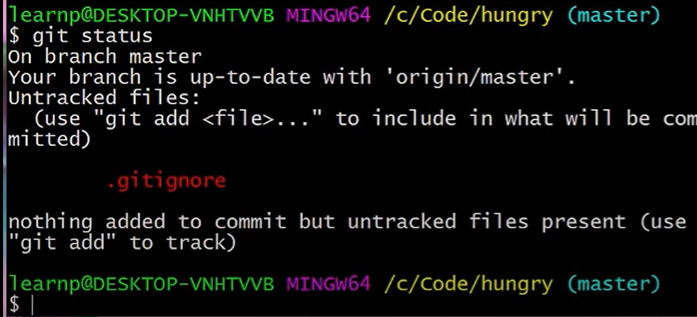 learnp@DESKTOP-VNHTVVB MINGW64 /c/Code/hungry (master)
$ git status
On branch master
Your branch is up-to-date with 'origin/master'.
Untracked files:
  (use "git add <file>..." to include in what will be com
mitted)
        .gitignore
nothing added to commit but untracked files present (use
"git add" to track)
learnp@DESKTOP-VNHTVVB MINGW64 /c/Code/hungry (master)
$